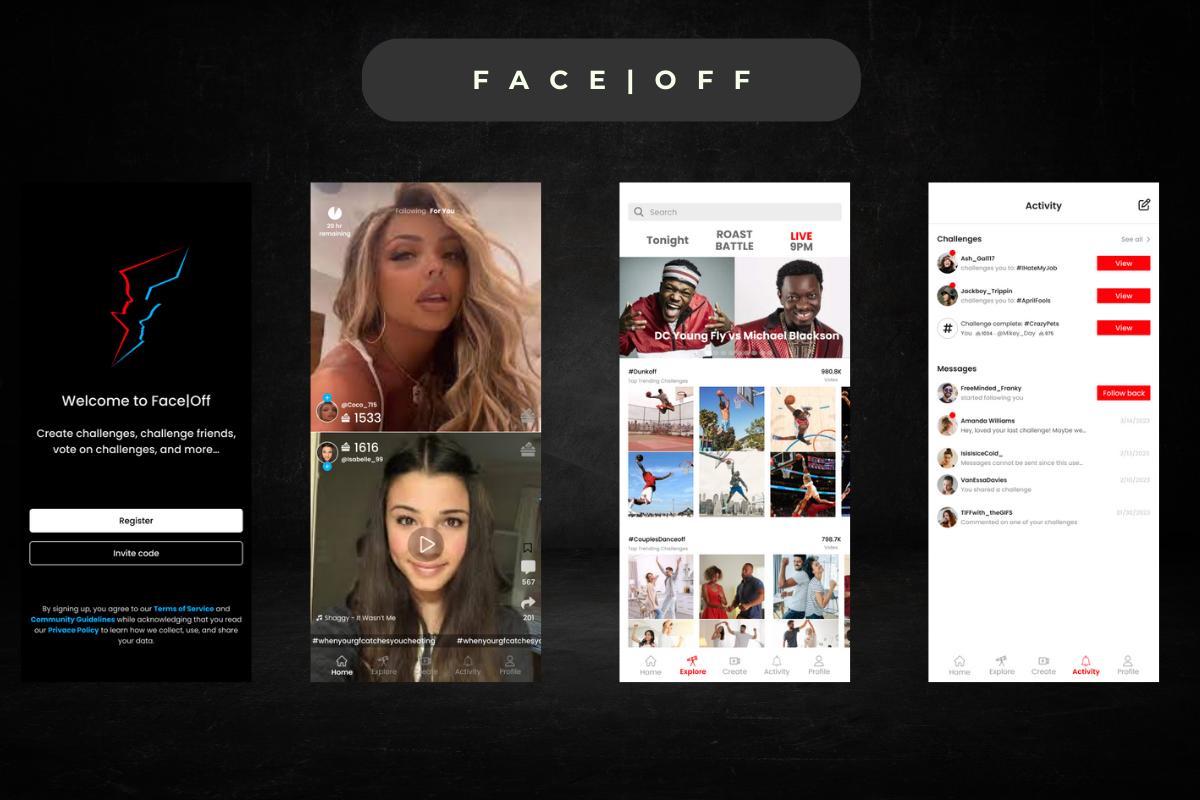 FACE|OFF
Welcome to Face|Off
Create challenges, challenge friends,
vote on challenges, and more...
Register
Invite code
By signing up, you agree to our Terms of Service and
Community Guidelines while acknowledging that you read
our Privacy Policy to learn how we collect, use, and share
your data.
Following For You
29 hr
remaining
@Coco_715
1533
1616
@isabelle_99
567
201
Shaggy - It Wasn't Me
#whenyourgfcatchesyoucheating #whenyourgfcatchesyo
Home Explore Create Activity Profile
Search
Tonight
ROAST
BATTLE
LIVE
9PM
DC Young Fly vs Michael Blackson
#Dunkoff 980.8K
Top Trending Challenges Votes
#CouplesDanceoff 798.7K
Top Trending Challenges Votes
Home Explore Create Activity Profile
Activity
Challenges See all
Ash_Gal117
challenges you to: #IHateMyJob
View
Jackboy_Trippin
challenges you to: #AprilFools
View
#
Challenge complete: #CrazyPets
You 1004 - @Mikey_Day 975
View
Messages
FreeMinded_Franky
started following you
Follow back
Amanda Williams 3/14/2023
Hey, loved your last challenge! Maybe we...
IsisIsiceCold_ 2/13/2023
Messages cannot be sent since this use...
VanEssaDavies 2/10/2023
You shared a challenge
TIFFwith_theGIFS 01/30/2023
Commented on one of your challenges
Home Explore Create Activity Profile